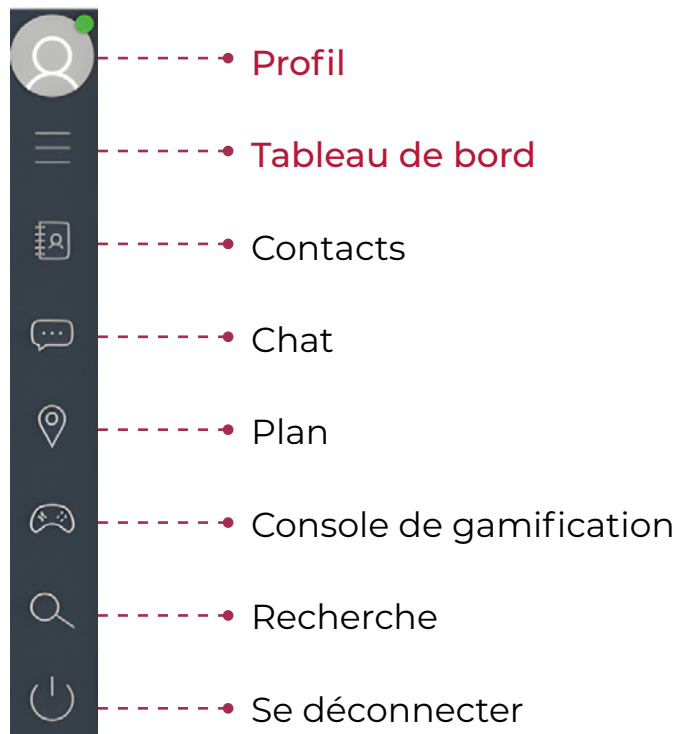 Profil
Tableau de bord
Contacts
Chat
Plan
Console de gamification
Recherche
Se déconnecter